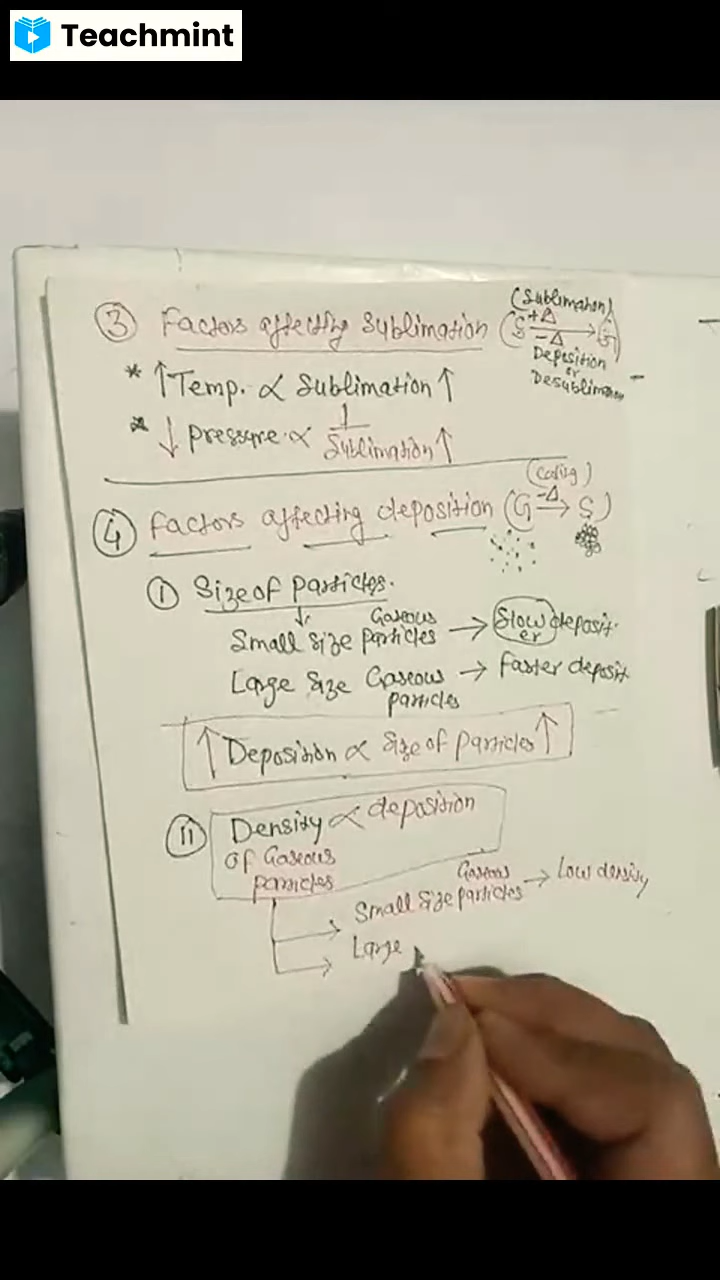 Teachmint
③ Factors affecting Sublimation
(Sublimation)
(S +Δ → G)
-Δ
Deposition
or
Desublimation
* ↑Temp. ∝ Sublimation ↑
* ↓ pressure ∝ 1/Sublimation ↑
④ Factors affecting deposition (G -Δ→ S)
① Size of Particles.
Small size Gaseous particles → Slower deposit.
Large Size Gaseous particles → Faster deposit.
↑ Deposition ∝ Size of Particles ↑
⑪ Density ∝ deposition
of Gaseous
particles
Small Size Gaseous particles → Low density
Large